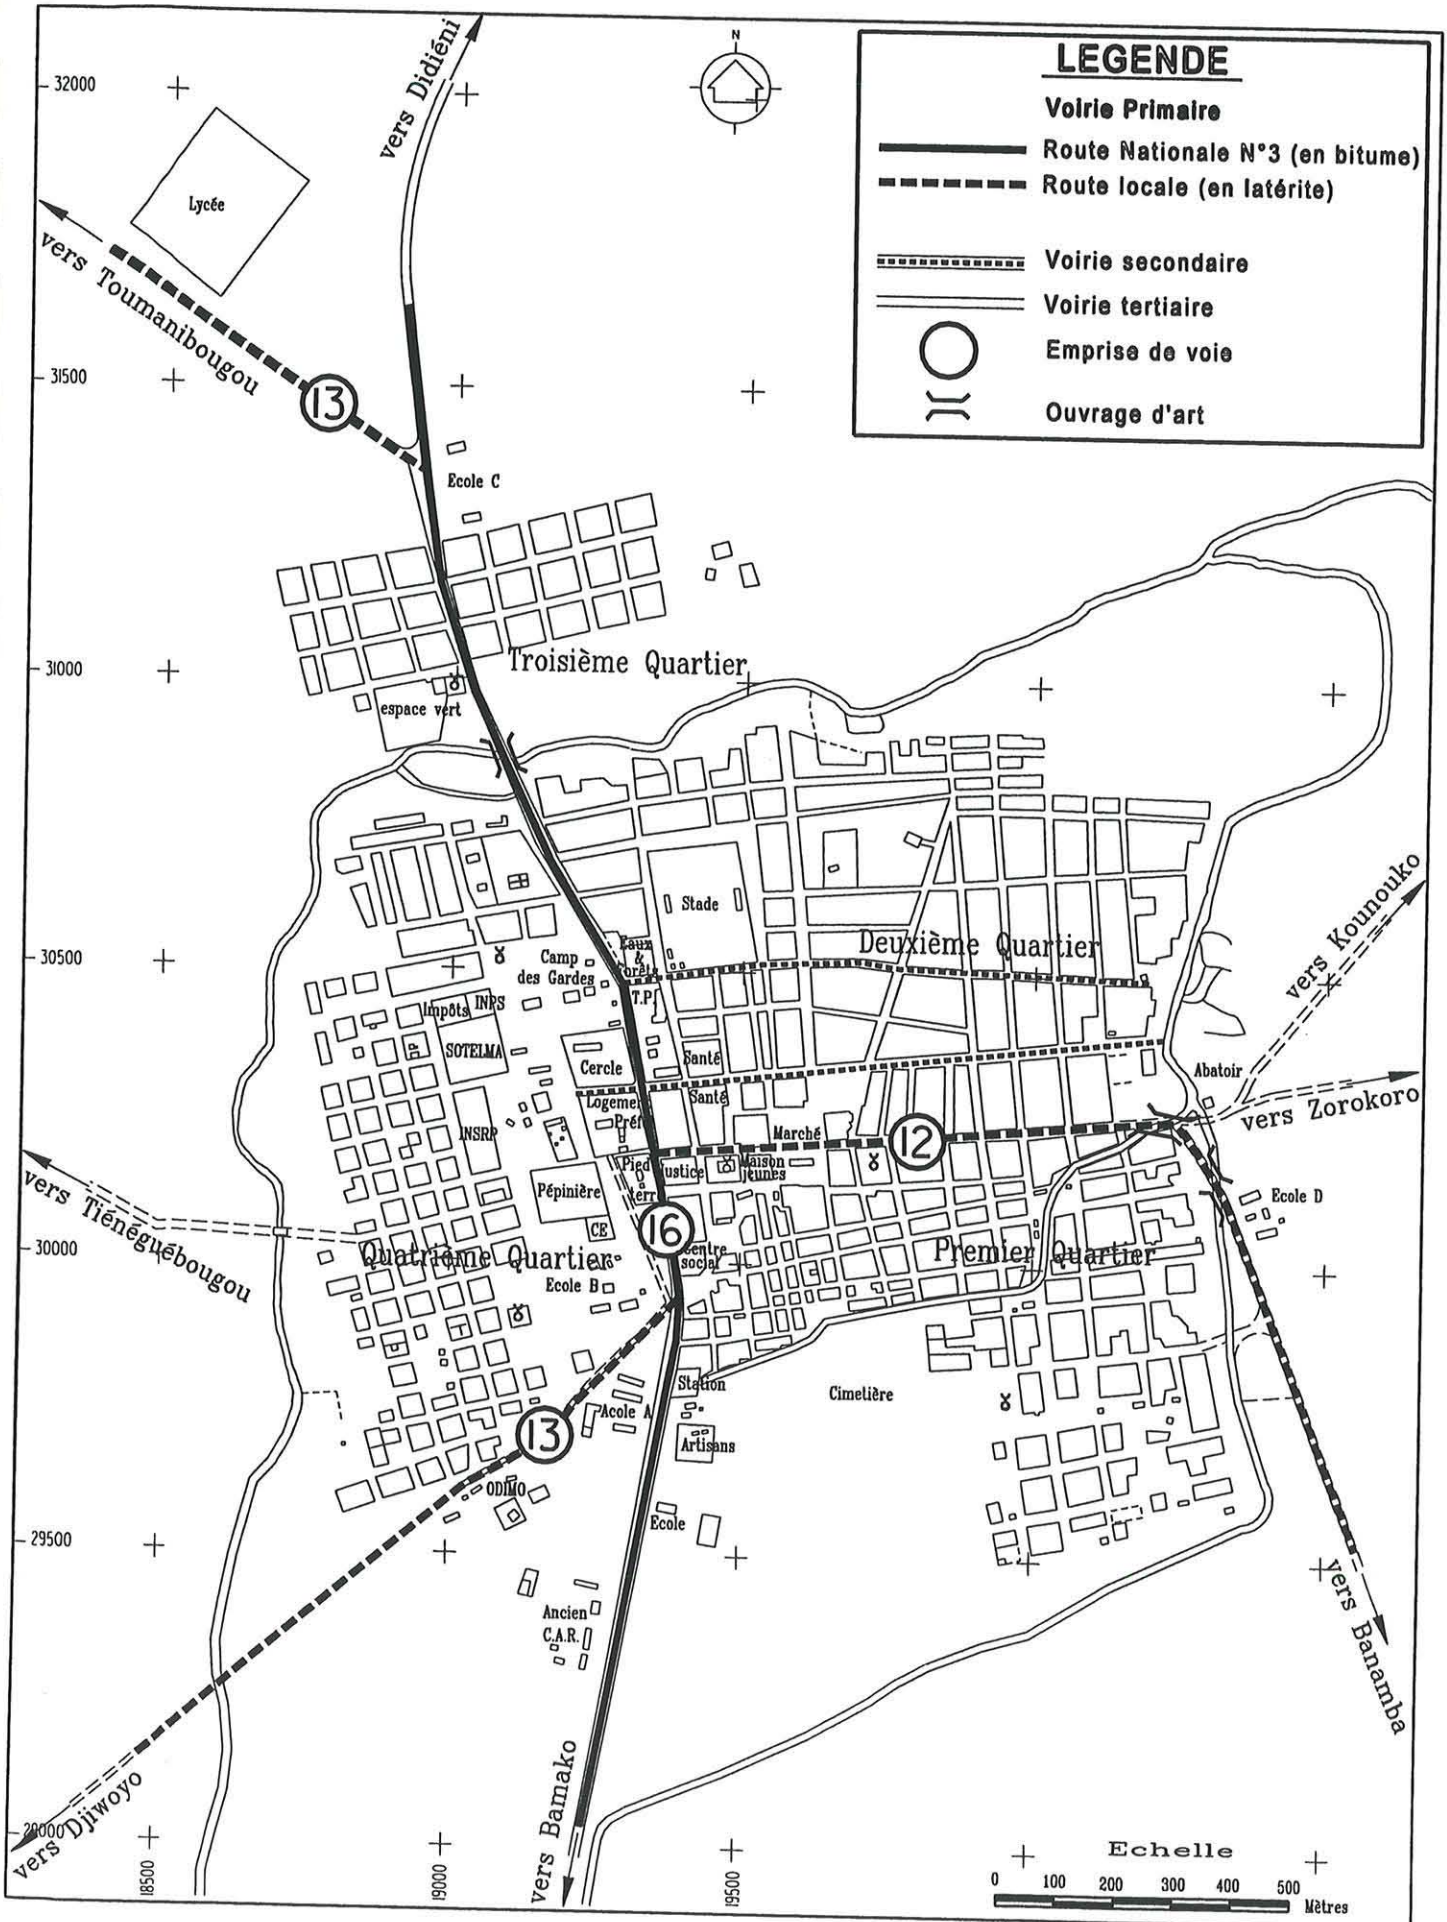 LEGENDE
Voirie Primaire
Route Nationale N°3 (en bitume)
Route locale (en latérite)
Voirie secondaire
Voirie tertiaire
Emprise de voie
Ouvrage d'art
N
vers Didiéni
32000
Lycée
vers Toumanibougou
31500
13
Ecole C
31000
Troisième Quartier
espace vert
Stade
vers Kounouko
30500
Camp
des Gardes
Eaux
&
Forêts
Deuxième Quartier
T.P.
Impôts
INPS
SOTELMA
Cercle
Santé
Abatoir
Logement
Santé
Préf
vers Zorokoro
INSRP
Marché
12
Pied
terr
Justice
Maison
jeunes
vers Tiénéguébougou
Pépinière
CE
Ecole D
16
30000
Quatrième Quartier
Centre
social
Premier Quartier
Ecole B
Station
Cimetière
Acole A
13
Artisans
ODIMO
Ecole
29500
vers Banamba
Ancien
C.A.R.
vers Djiwoyo
vers Bamako
29000
18500
19000
19500
Echelle
0 100 200 300 400 500
Mètres